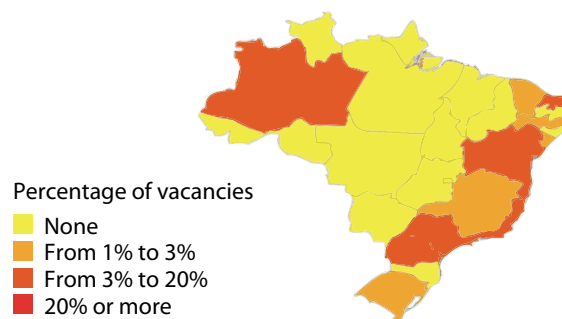 Percentage of vacancies
None
From 1% to 3%
From 3% to 20%
20% or more